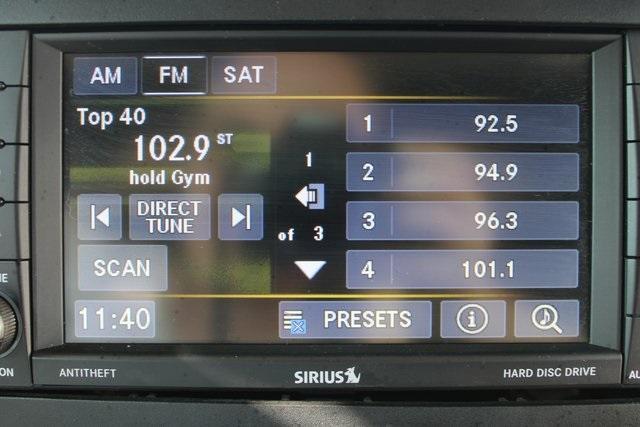 AM FM SAT
Top 40
102.9 ST
hold Gym
DIRECT
TUNE
SCAN
11:40
1
of 3
1 92.5
2 94.9
3 96.3
4 101.1
PRESETS
ANTITHEFT
SIRIUS
HARD DISC DRIVE